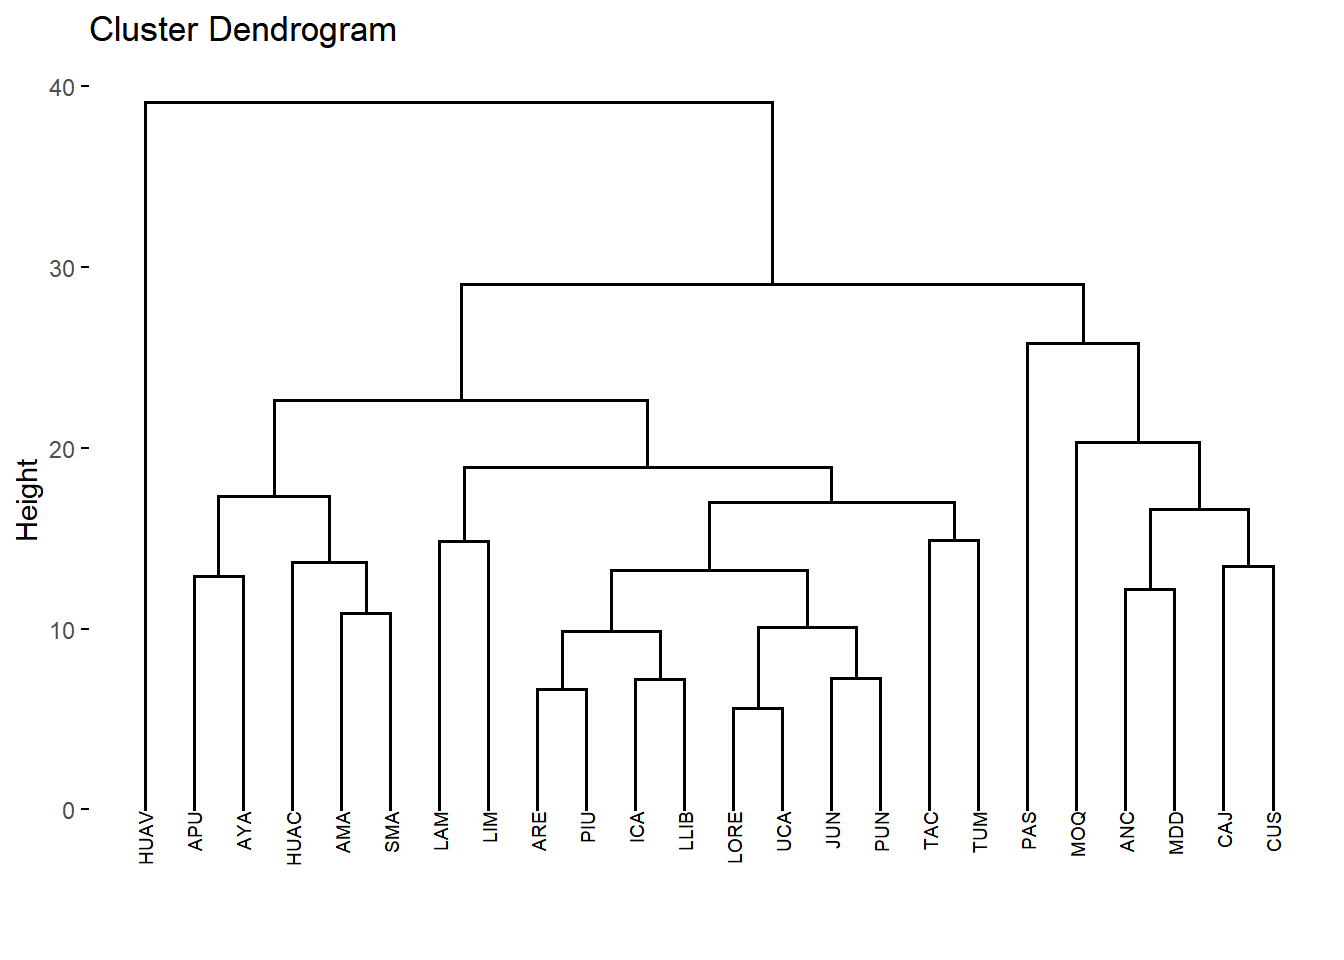 Cluster Dendrogram
40
30
20
10
0
Height
HUAV
APU
AYA
HUAC
AMA
SMA
LAM
LIM
ARE
PIU
ICA
LLIB
LORE
UCA
JUN
PUN
TAC
TUM
PAS
MOQ
ANC
MDD
CAJ
CUS